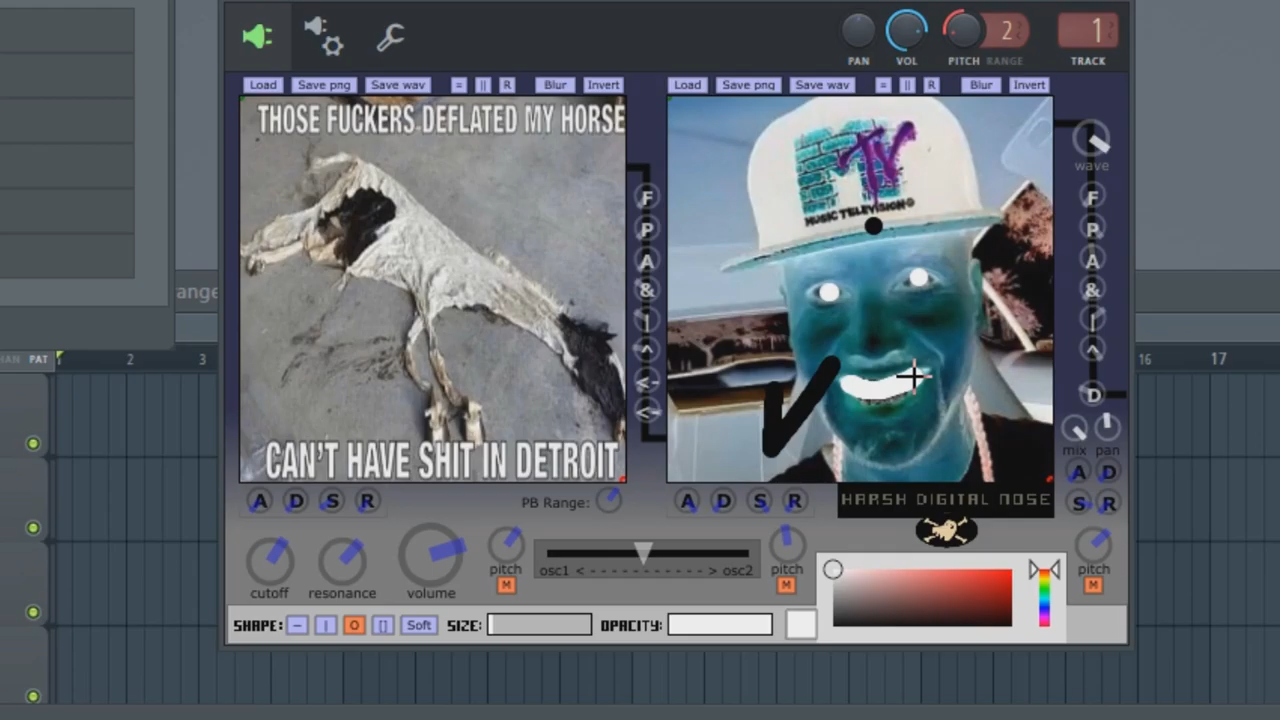 PAN
VOL
PITCH
RANGE
2
1
TRACK
Load
Save png
Save wav
=
||
R
Blur
Invert
Load
Save png
Save wav
=
||
R
Blur
Invert
THOSE FUCKERS DEFLATED MY HORSE
CAN'T HAVE SHIT IN DETROIT
MTV
MUSIC TELEVISION®
F
P
A
&
|
^
<-
<-
wave
F
P
A
&
|
^
D
mix
pan
A D
S R
ange
PAT
2
3
16
17
A D S R
PB Range:
A D S R
HARSH DIGITAL NOSE
cutoff
resonance
volume
pitch
M
osc1 < - - - - - - - - > osc2
pitch
M
pitch
M
SHAPE:
–
|
O
[]
Soft
SIZE:
OPACITY: